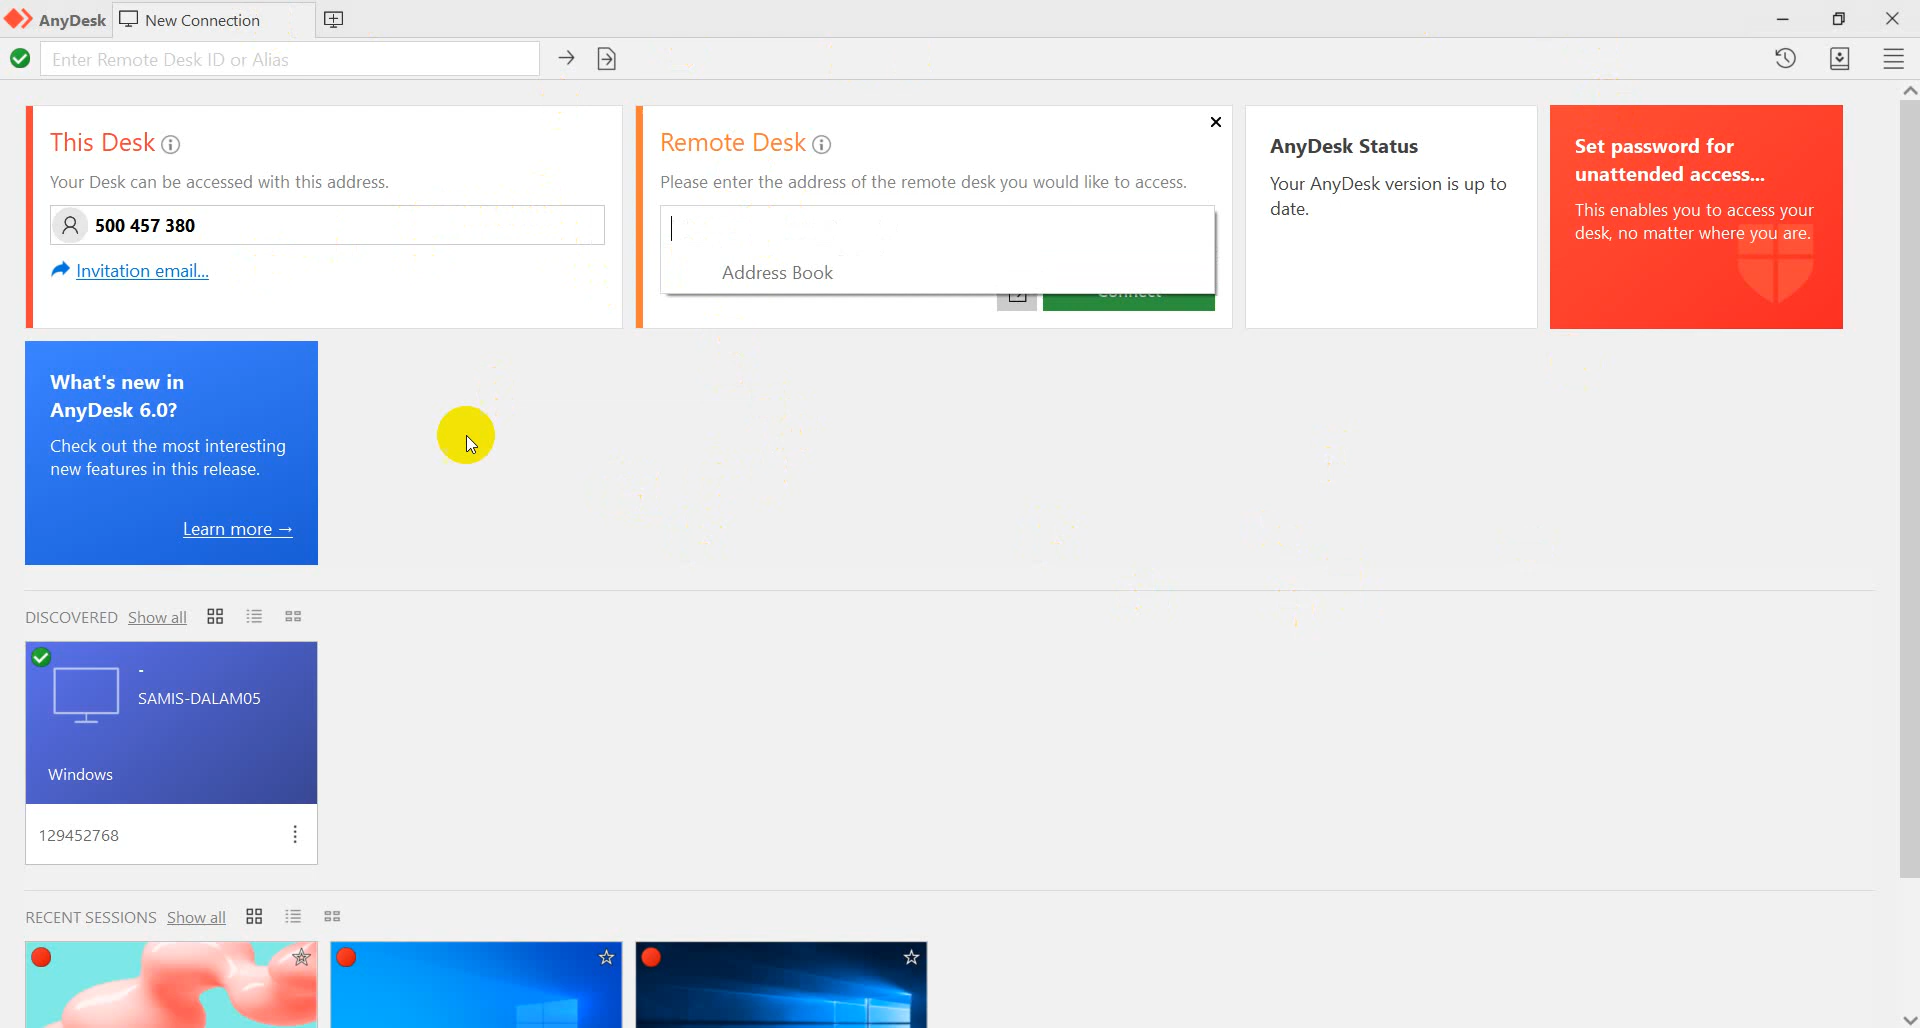 AnyDesk
New Connection
Enter Remote Desk ID or Alias
This Desk
Your Desk can be accessed with this address.
500 457 380
Invitation email...
Remote Desk
Please enter the address of the remote desk you would like to access.
Address Book
Connect
AnyDesk Status
Your AnyDesk version is up to
date.
Set password for
unattended access...
This enables you to access your
desk, no matter where you are.
What's new in
AnyDesk 6.0?
Check out the most interesting
new features in this release.
Learn more →
DISCOVERED Show all
-
SAMIS-DALAM05
Windows
129452768
RECENT SESSIONS Show all